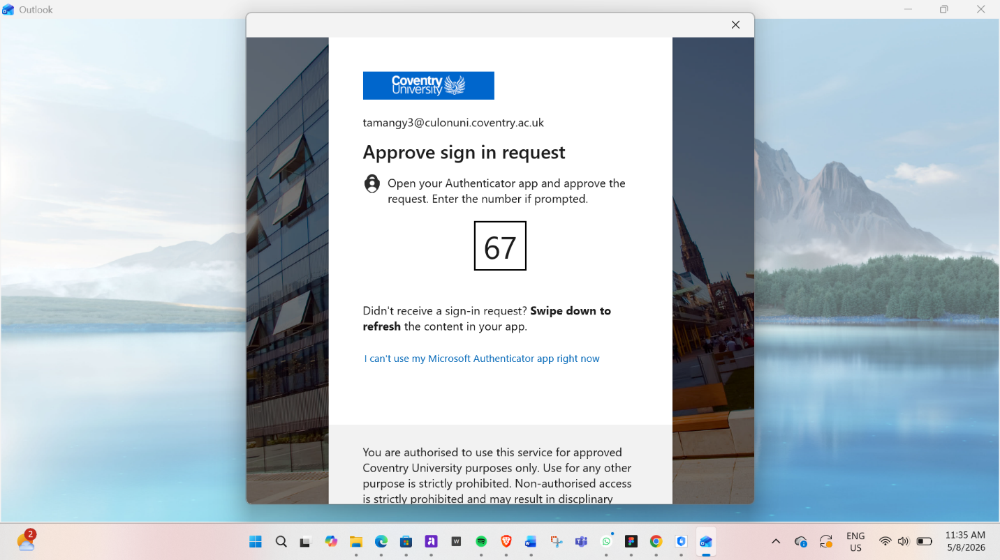 Outlook
Coventry
University
tamangy3@culonuni.coventry.ac.uk
Approve sign in request
Open your Authenticator app and approve the
request. Enter the number if prompted.
67
Didn't receive a sign-in request? Swipe down to
refresh the content in your app.
I can't use my Microsoft Authenticator app right now
You are authorised to use this service for approved
Coventry University purposes only. Use for any other
purpose is strictly prohibited. Non-authorised access
is strictly prohibited and may result in discplinary
2
W
ENG
US
11:35 AM
5/8/2026